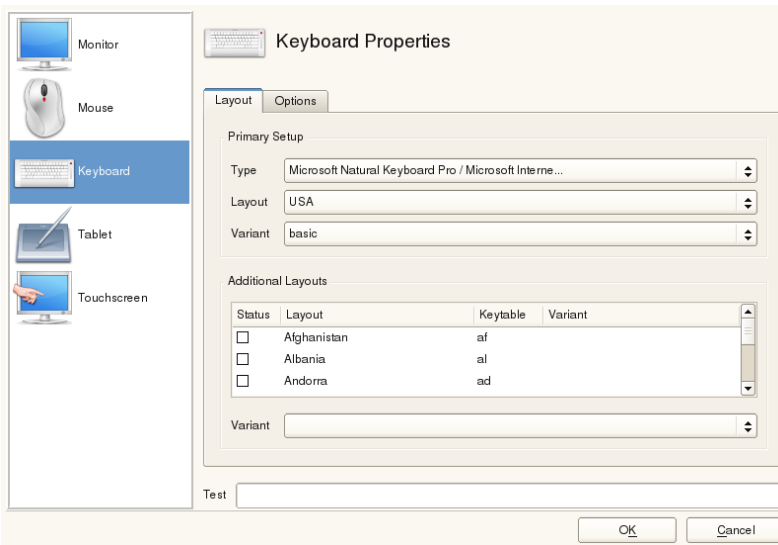 Monitor
Mouse
Keyboard
Tablet
Touchscreen
Keyboard Properties
Layout Options
Primary Setup
Type Microsoft Natural Keyboard Pro / Microsoft Interne...
Layout USA
Variant basic
Additional Layouts
Status Layout Keytable Variant
Afghanistan af
Albania al
Andorra ad
Variant
Test
OK Cancel